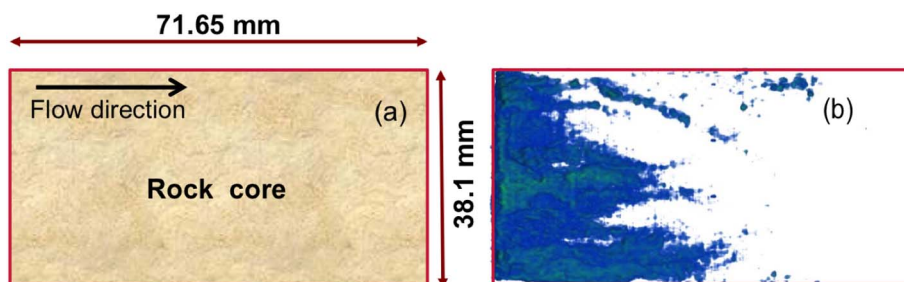 71.65 mm
Flow direction
(a)
Rock core
38.1 mm
(b)